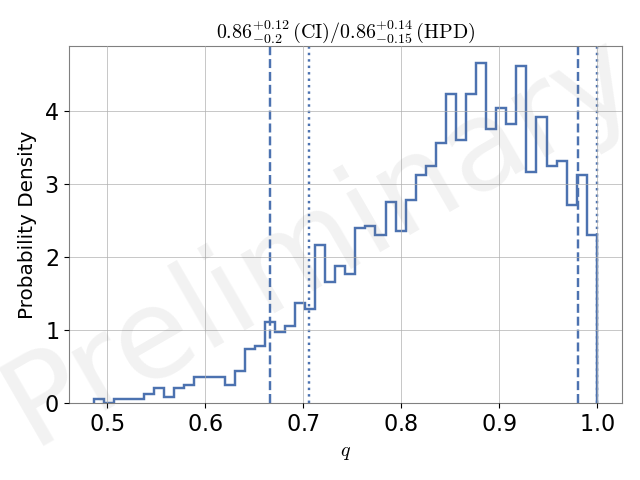 0.86^{+0.12}_{-0.2} (CI)/0.86^{+0.14}_{-0.15} (HPD)
Probability Density
4
3
2
1
0
0.5 0.6 0.7 0.8 0.9 1.0
q
Preliminary